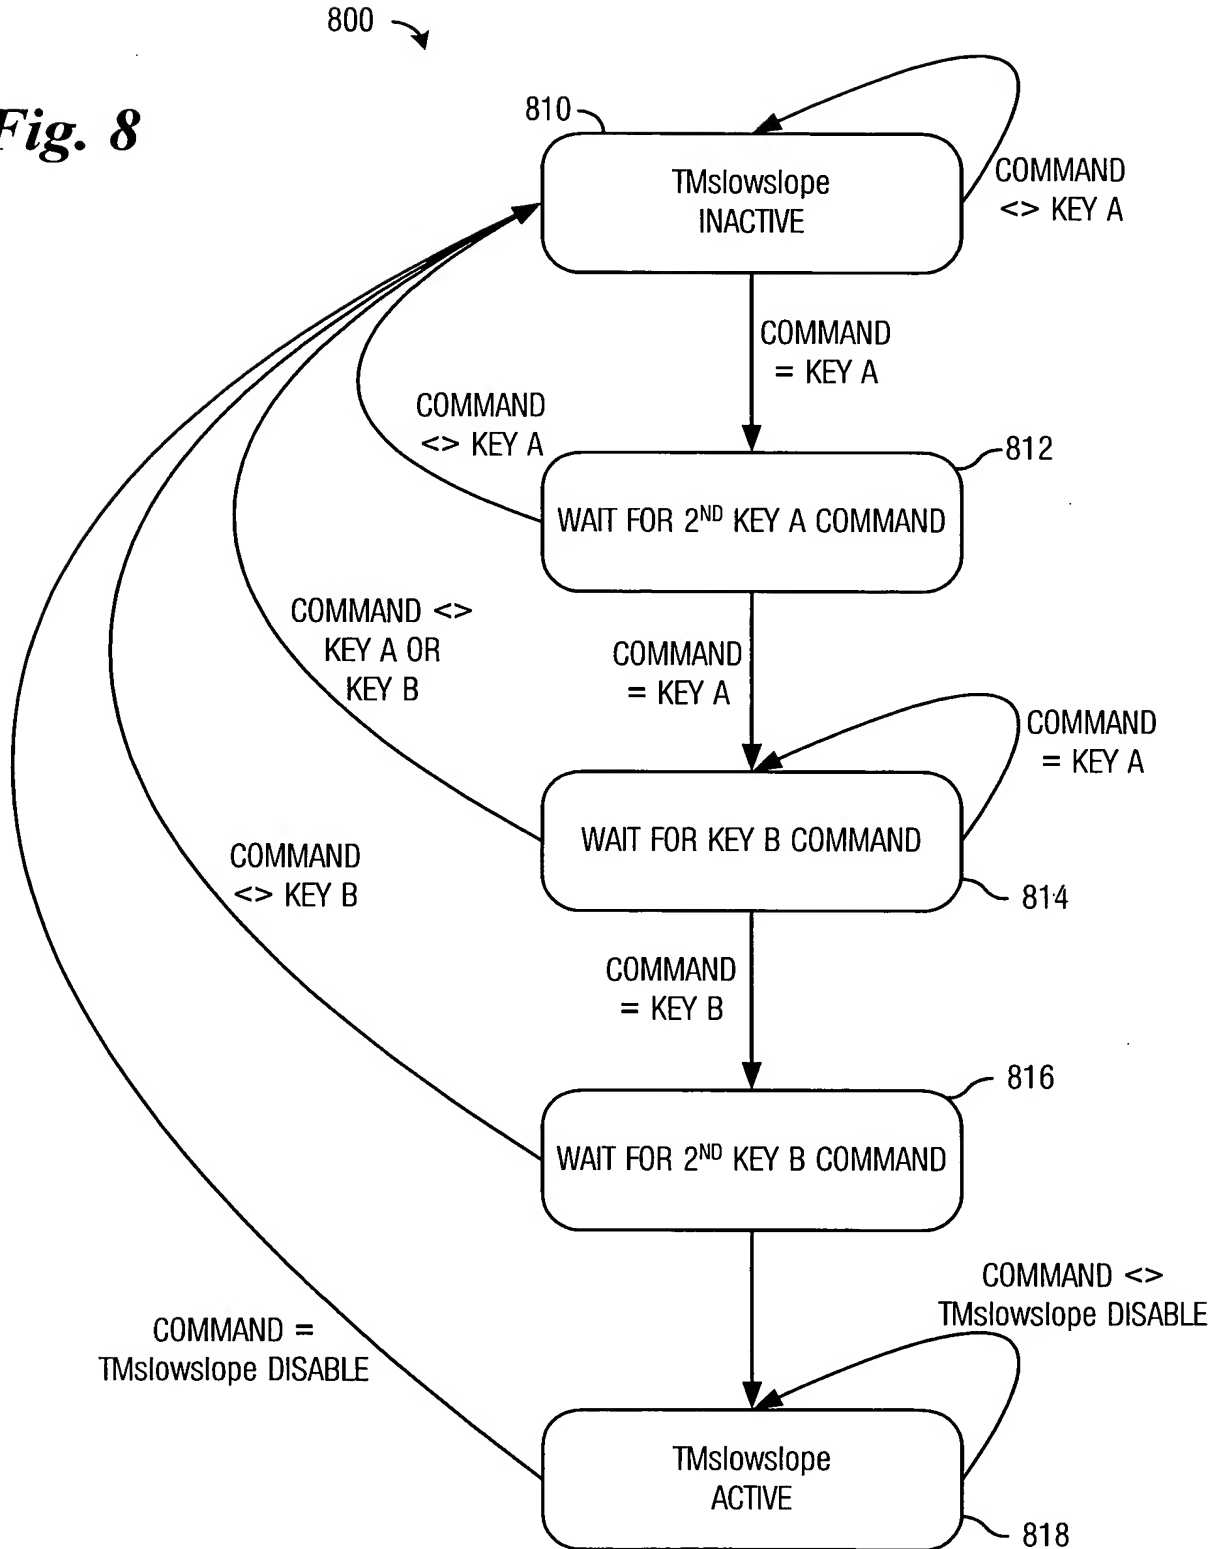 800
Fig. 8
810
TMslowslope
INACTIVE
COMMAND
<> KEY A
COMMAND
= KEY A
COMMAND
<> KEY A
812
WAIT FOR 2ND KEY A COMMAND
COMMAND <>
KEY A OR
KEY B
COMMAND
= KEY A
COMMAND
= KEY A
WAIT FOR KEY B COMMAND
814
COMMAND
<> KEY B
COMMAND
= KEY B
816
WAIT FOR 2ND KEY B COMMAND
COMMAND <>
TMslowslope DISABLE
COMMAND =
TMslowslope DISABLE
TMslowslope
ACTIVE
818